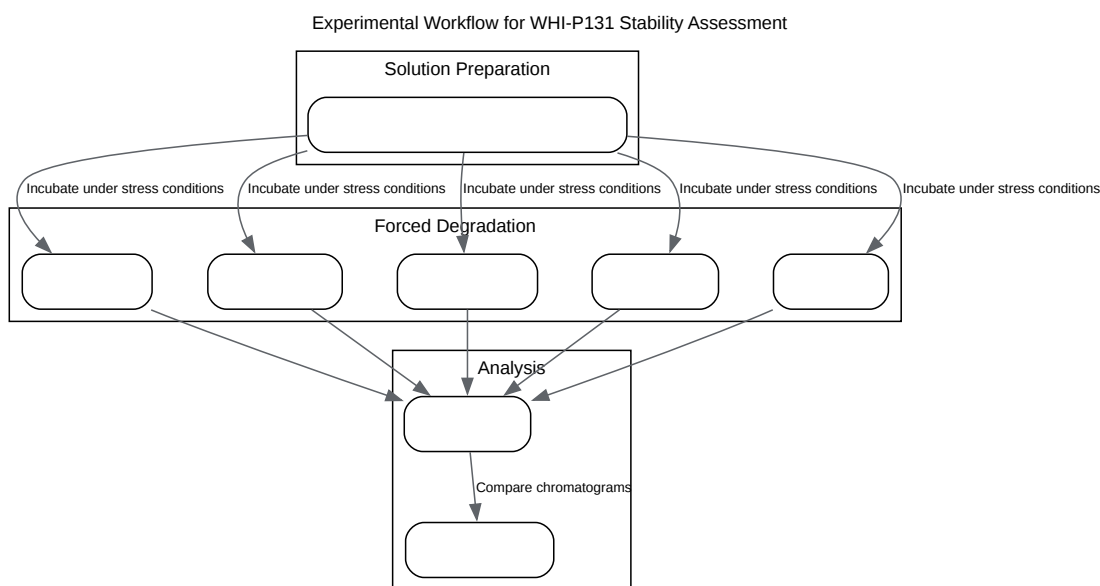 Experimental Workflow for WHI-P131 Stability Assessment
Solution Preparation
Incubate under stress conditions
Incubate under stress conditions
Incubate under stress conditions
Incubate under stress conditions
Incubate under stress conditions
Forced Degradation
Analysis
Compare chromatograms